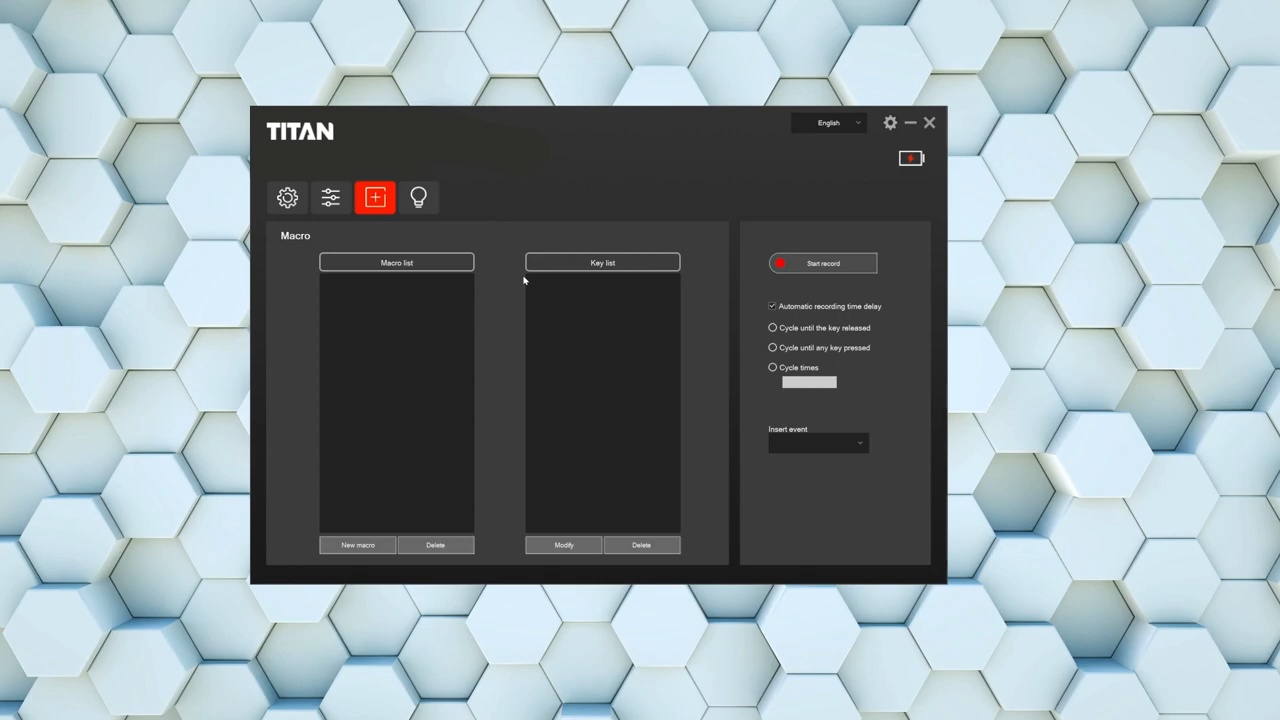 TITAN
English
Macro
Macro list
Key list
New macro
Delete
Modify
Delete
Start record
Automatic recording time delay
Cycle until the key released
Cycle until any key pressed
Cycle times
Insert event